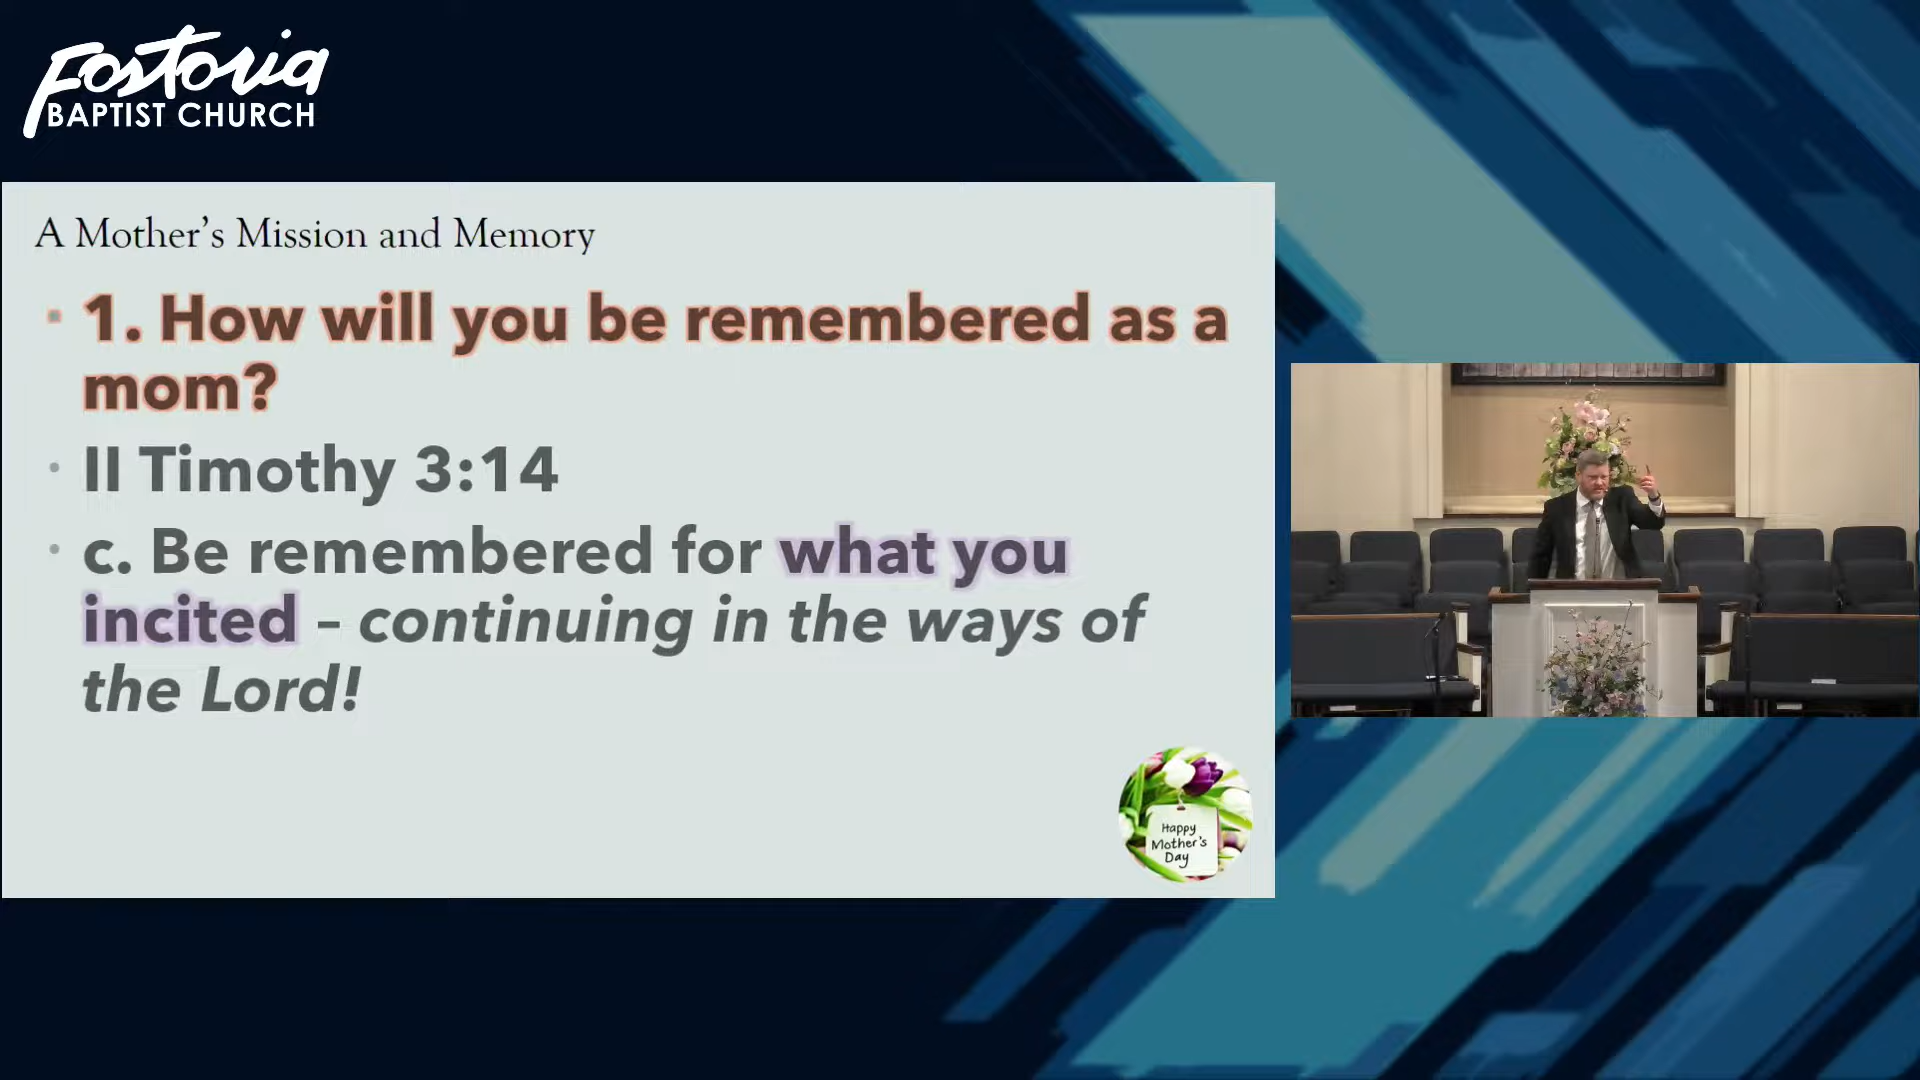 Fostoria
BAPTIST CHURCH
A Mother's Mission and Memory
1. How will you be remembered as a
mom?
II Timothy 3:14
c. Be remembered for what you
incited – continuing in the ways of
the Lord!
Happy
Mother's
Day